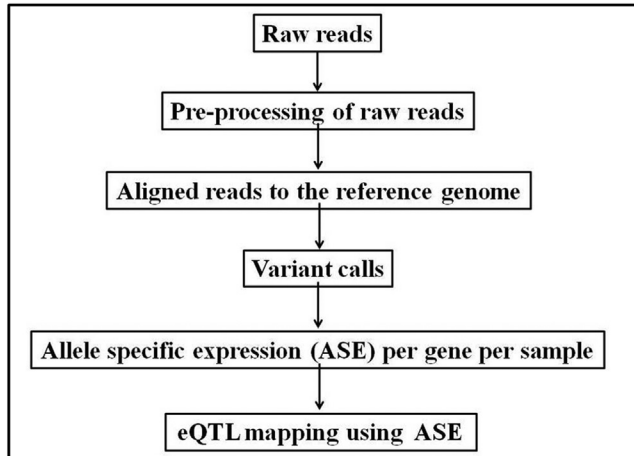 Raw reads
Pre-processing of raw reads
Aligned reads to the reference genome
Variant calls
Allele specific expression (ASE) per gene per sample
eQTL mapping using ASE